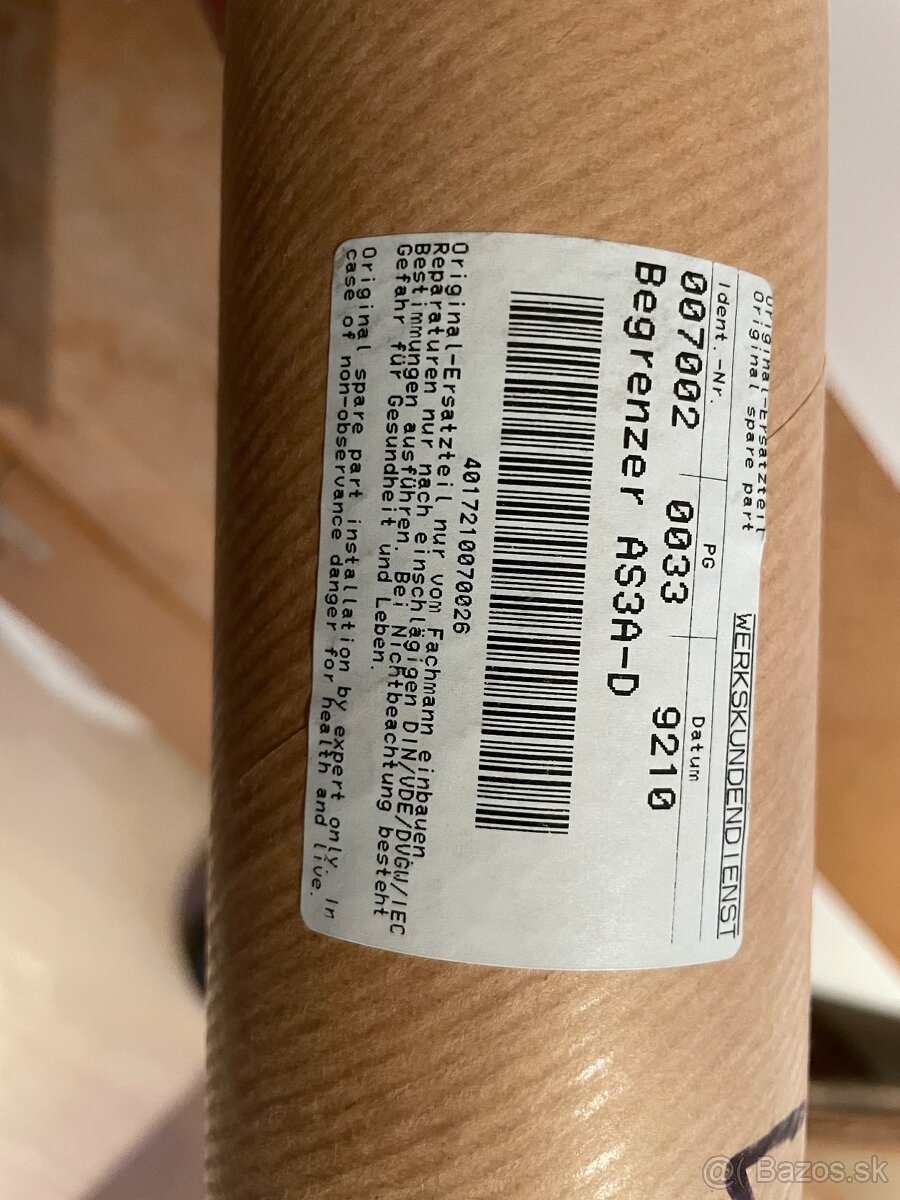 Original-Ersatzteil
Original spare part
WERKSKUNDENDIENST
Ident.-Nr. PG Datum
007002 0033 9210
Begrenzer AS3A-D
4017210070026
Original-Ersatzteil nur vom Fachmann einbauen.
Reparaturen nur nach einschlägigen DIN/VDE/DVGW/IEC
Bestimmungen ausführen. Bei Nichtbeachtung besteht
Gefahr für Gesundheit und Leben.
Original spare part installation by expert only. In
case of non-observance danger for health and live.
Bazos.sk